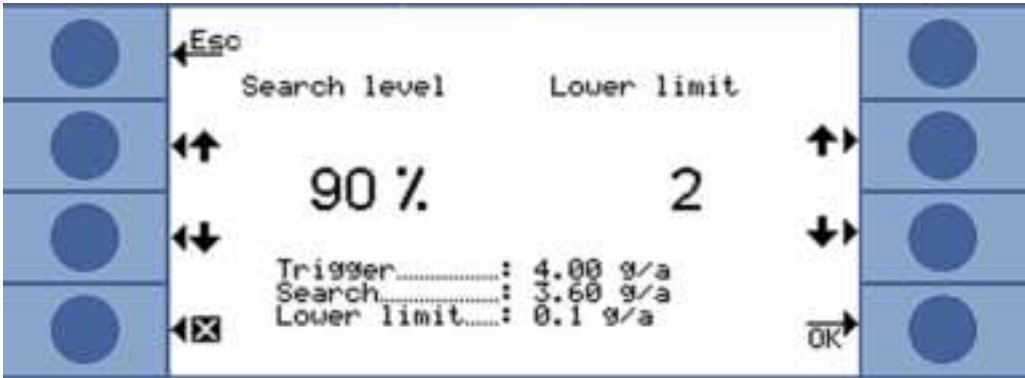 Esc
Search level Lower limit
90 % 2
Trigger..............: 4.00 g/a
Search...............: 3.60 g/a
Lower limit.....: 0.1 g/a
OK